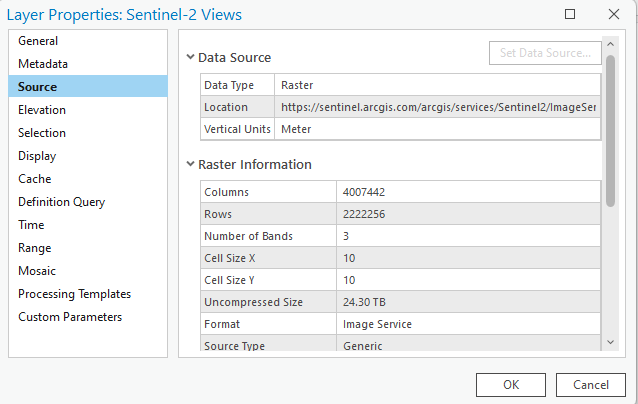 Layer Properties: Sentinel-2 Views
General
Metadata
Source
Elevation
Selection
Display
Cache
Definition Query
Time
Range
Mosaic
Processing Templates
Custom Parameters
Data Source
Set Data Source...
Data Type Raster
Location https://sentinel.arcgis.com/arcgis/services/Sentinel2/ImageSer
Vertical Units Meter
Raster Information
Columns 4007442
Rows 2222256
Number of Bands 3
Cell Size X 10
Cell Size Y 10
Uncompressed Size 24.30 TB
Format Image Service
Source Type Generic
OK Cancel